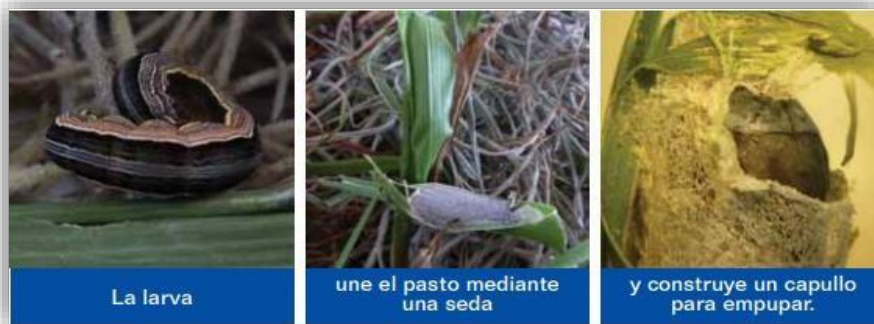 La larva
une el pasto mediante
una seda
y construye un capullo
para empupar.